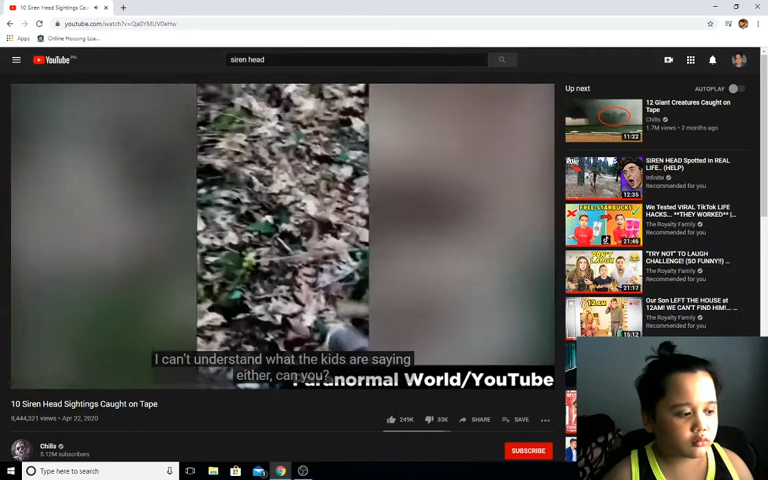 10 Siren Head Sightings Cau
youtube.com/watch?v=Qa0YMUV0eHw
Apps
Online Housing Loa...
YouTube PH
siren head
I can't understand what the kids are saying
either, can you?
Paranormal World/YouTube
10 Siren Head Sightings Caught on Tape
8,444,321 views • Apr 22, 2020
249K
33K
SHARE
SAVE
Chills
5.12M subscribers
SUBSCRIBE
Up next
AUTOPLAY
12 Giant Creatures Caught on
Tape
Chills
1.7M views • 2 months ago
11:22
SIREN HEAD Spotted in REAL
LIFE.. (HELP)
Infinite
Recommended for you
12:35
FREE STARBUCKS
We Tested VIRAL TikTok LIFE
HACKS... **THEY WORKED** |...
The Royalty Family
Recommended for you
21:46
"TRY NOT" TO LAUGH
CHALLENGE! (SO FUNNY!!) ...
The Royalty Family
Recommended for you
21:17
12AM
Our Son LEFT THE HOUSE at
12AM! WE CAN'T FIND HIM!... ...
The Royalty Family
Recommended for you
15:12
Type here to search